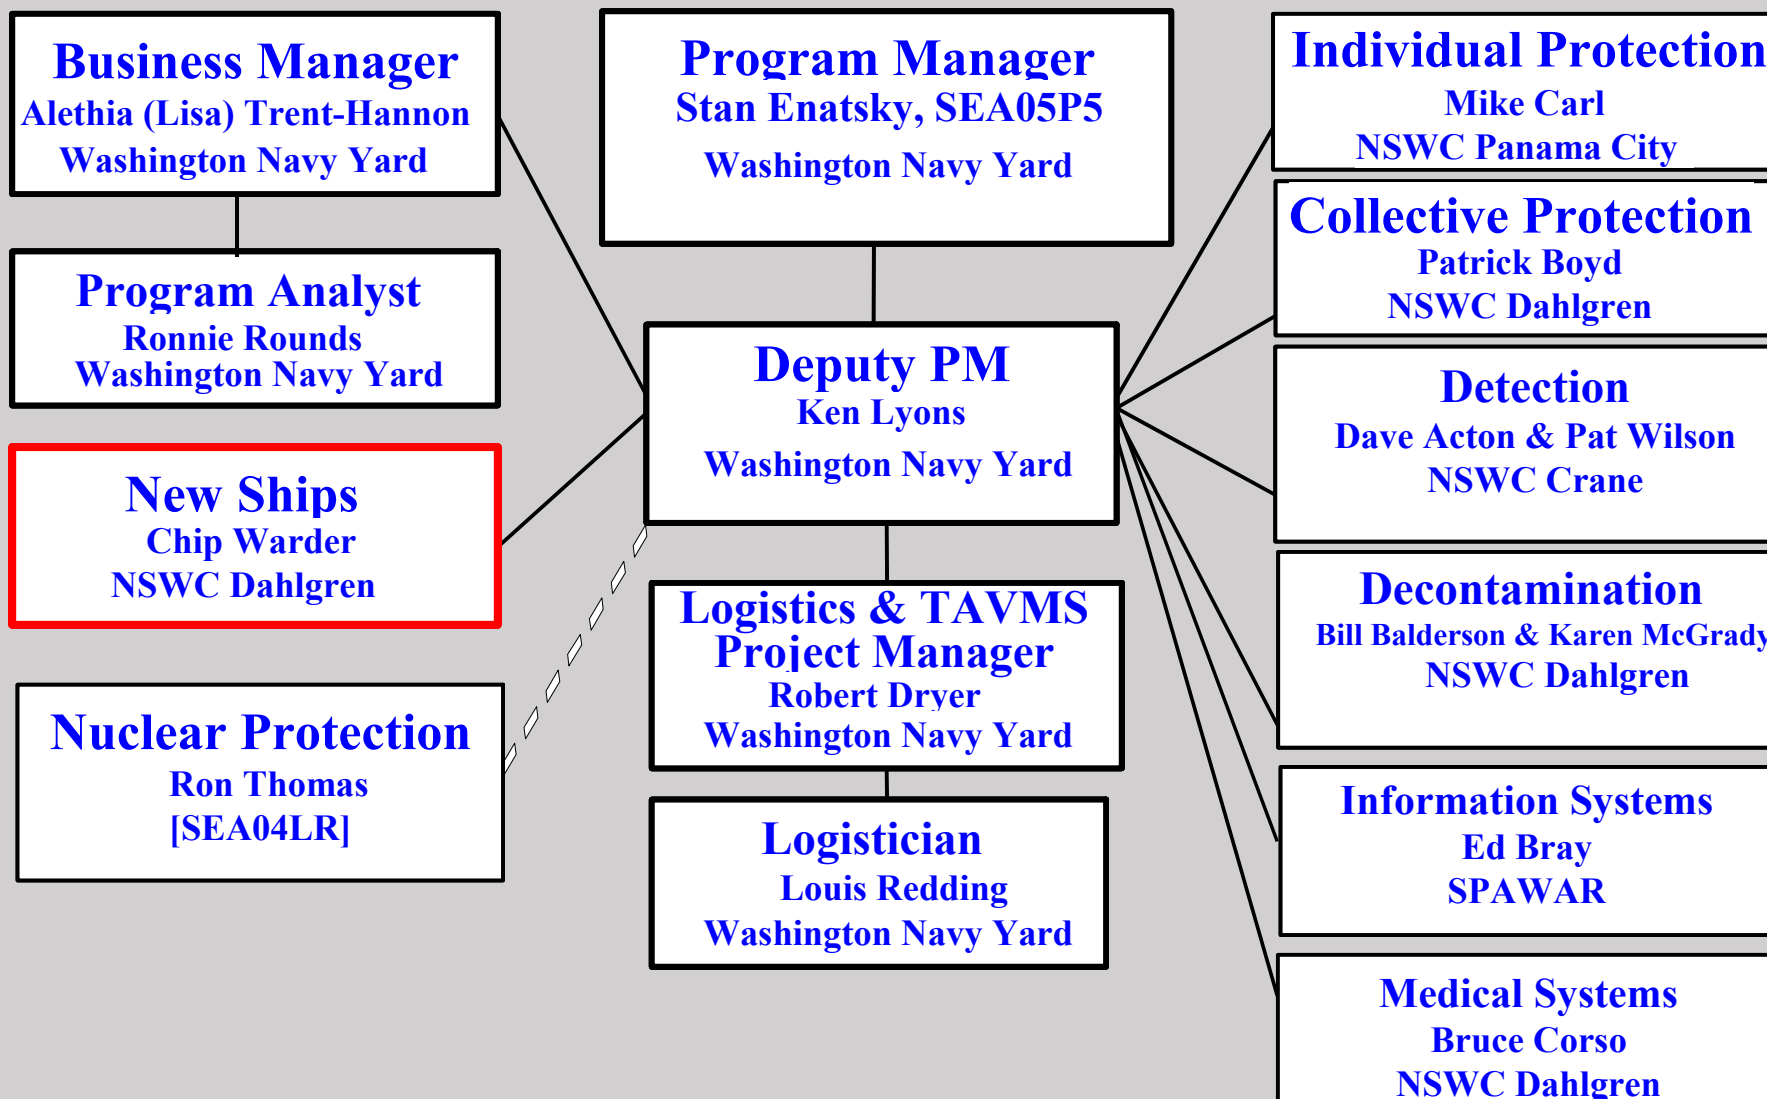 Business Manager
Alethia (Lisa) Trent-Hannon
Washington Navy Yard
Program Analyst
Ronnie Rounds
Washington Navy Yard
New Ships
Chip Warder
NSWC Dahlgren
Nuclear Protection
Ron Thomas
[SEA04LR]
Program Manager
Stan Enatsky, SEA05P5
Washington Navy Yard
Deputy PM
Ken Lyons
Washington Navy Yard
Logistics & TAVMS
Project Manager
Robert Dryer
Washington Navy Yard
Logistician
Louis Redding
Washington Navy Yard
Individual Protection
Mike Carl
NSWC Panama City
Collective Protection
Patrick Boyd
NSWC Dahlgren
Detection
Dave Acton & Pat Wilson
NSWC Crane
Decontamination
Bill Balderson & Karen McGrady
NSWC Dahlgren
Information Systems
Ed Bray
SPAWAR
Medical Systems
Bruce Corso
NSWC Dahlgren